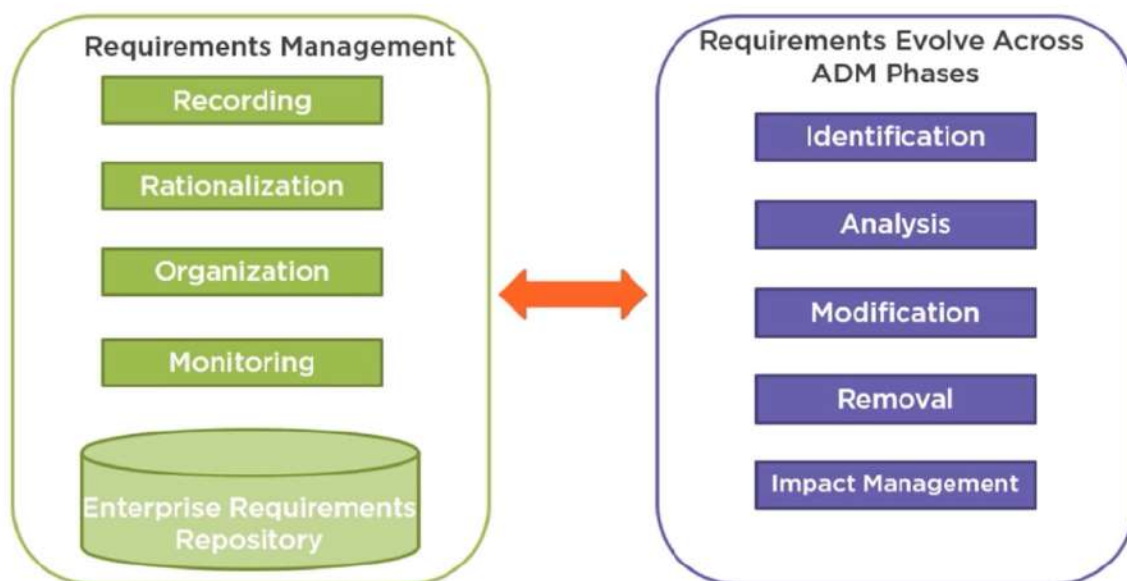 Requirements Management
Recording
Rationalization
Organization
Monitoring
Enterprise Requirements
Repository
Requirements Evolve Across
ADM Phases
Identification
Analysis
Modification
Removal
Impact Management